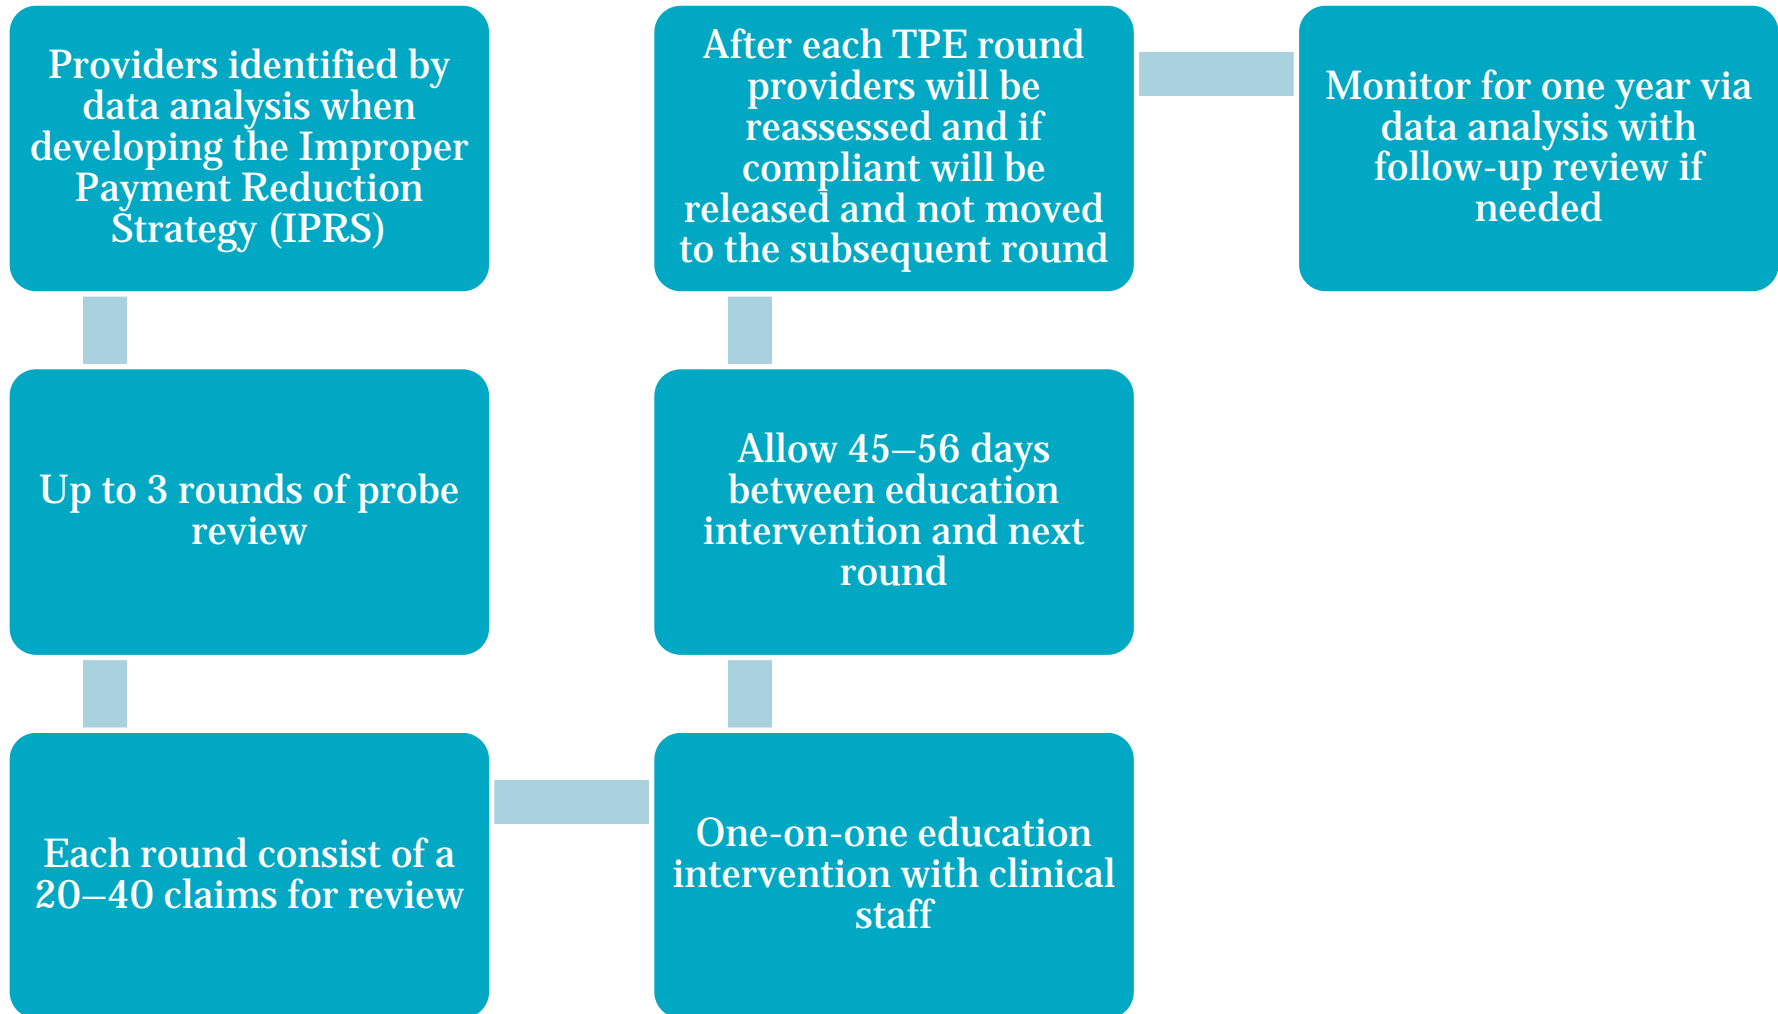 Providers identified by
data analysis when
developing the Improper
Payment Reduction
Strategy (IPRS)
Up to 3 rounds of probe
review
Each round consist of a
20–40 claims for review
One-on-one education
intervention with clinical
staff
Allow 45–56 days
between education
intervention and next
round
After each TPE round
providers will be
reassessed and if
compliant will be
released and not moved
to the subsequent round
Monitor for one year via
data analysis with
follow-up review if
needed